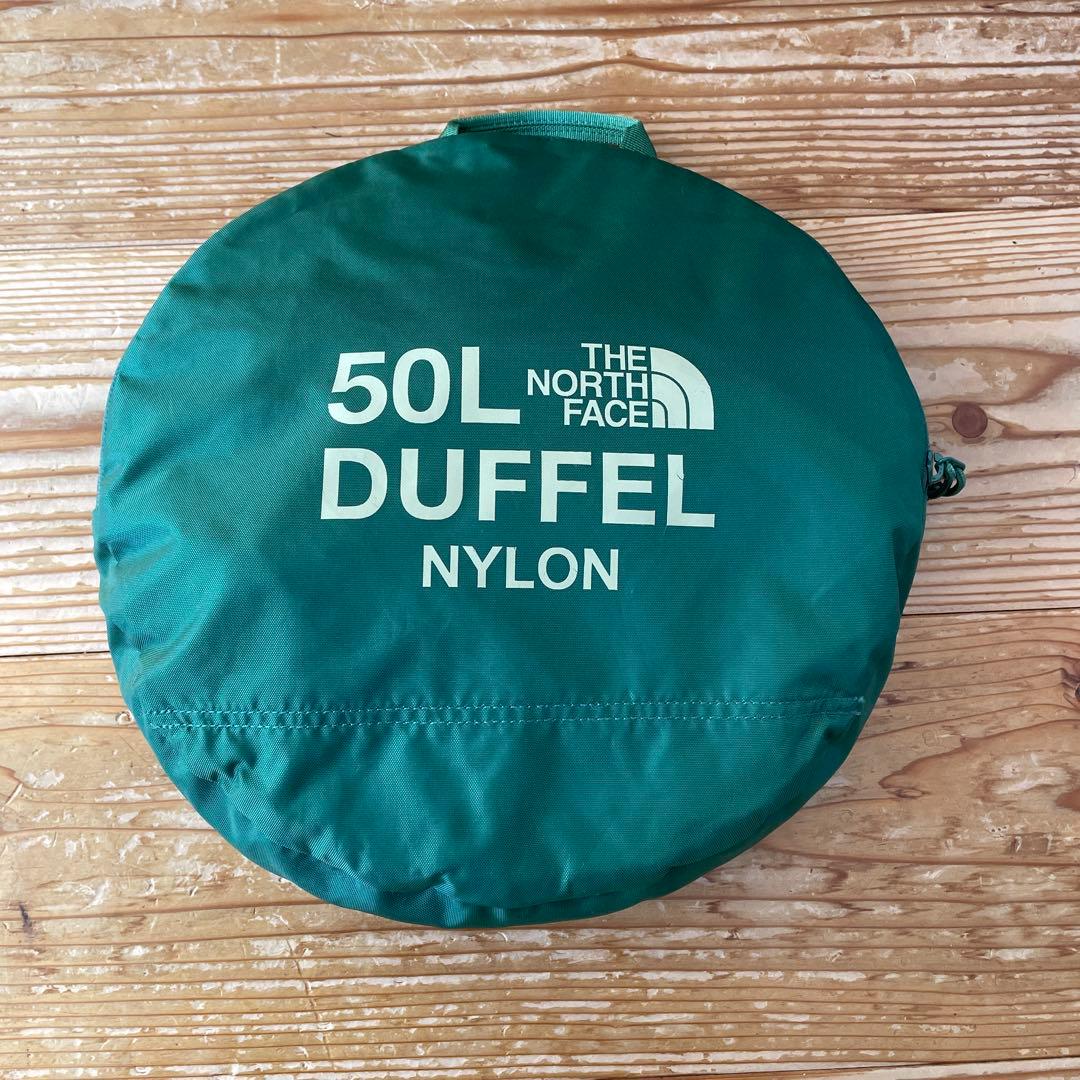 50L
THE
NORTH
FACE
DUFFEL
NYLON